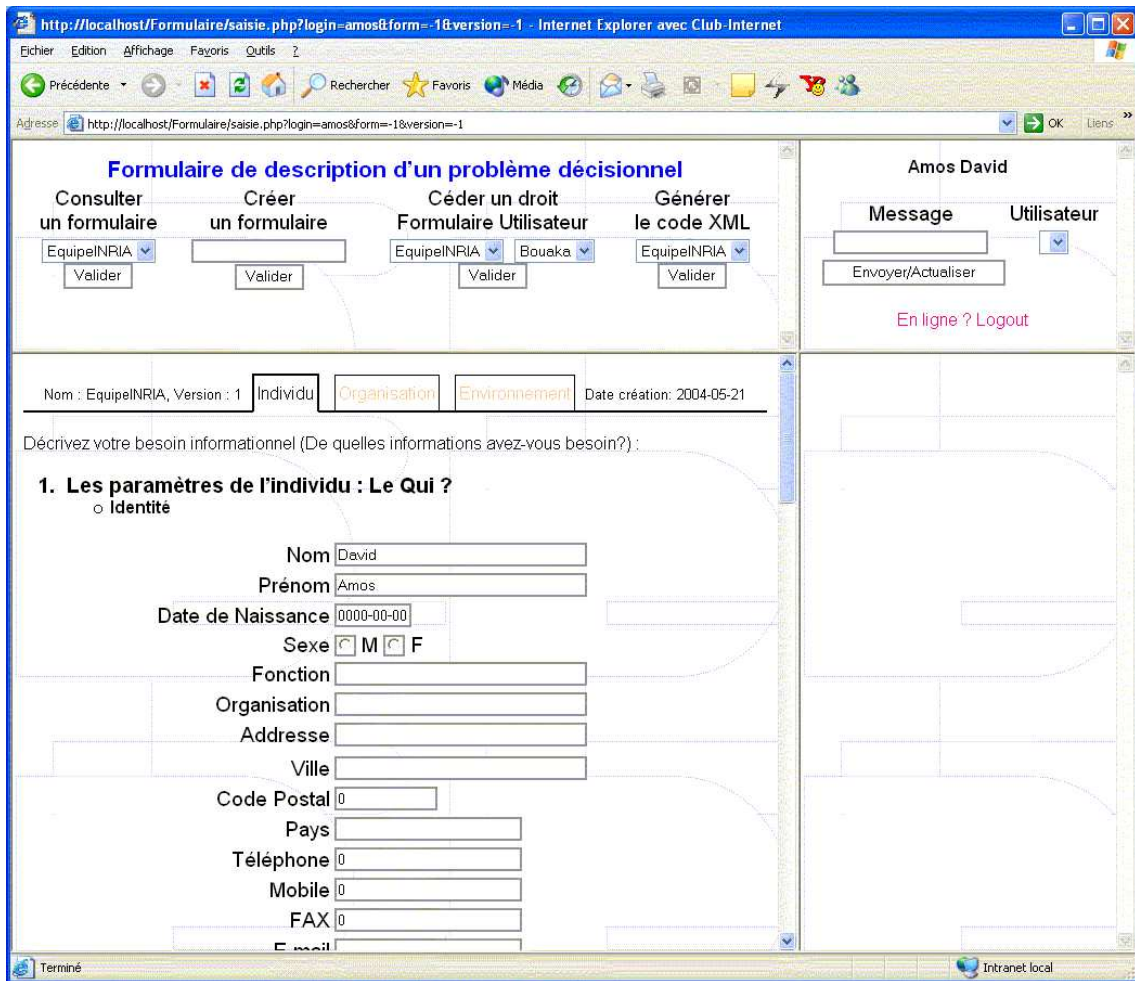 http://localhost/Formulaire/saisie.php?login=amos&form=-1&version=-1 - Internet Explorer avec Club-Internet
Fichier Edition Affichage Favoris Outils ?
Précédente Rechercher Favoris Média
Adresse http://localhost/Formulaire/saisie.php?login=amos&form=-1&version=-1 OK Liens »
Formulaire de description d'un problème décisionnel
Consulter un formulaire
EquipeINRIA
Valider
Créer un formulaire
Valider
Céder un droit
Formulaire Utilisateur
EquipeINRIA Bouaka
Valider
Générer le code XML
EquipeINRIA
Valider
Amos David
Message Utilisateur
Envoyer/Actualiser
En ligne ? Logout
Nom : EquipeINRIA, Version : 1 Individu Organisation Environnement Date création: 2004-05-21
Décrivez votre besoin informationnel (De quelles informations avez-vous besoin?) :
1. Les paramètres de l'individu : Le Qui ?
o Identité
Nom David
Prénom Amos
Date de Naissance 0000-00-00
Sexe M F
Fonction
Organisation
Addresse
Ville
Code Postal 0
Pays
Téléphone 0
Mobile 0
FAX 0
E-mail
Terminé Intranet local